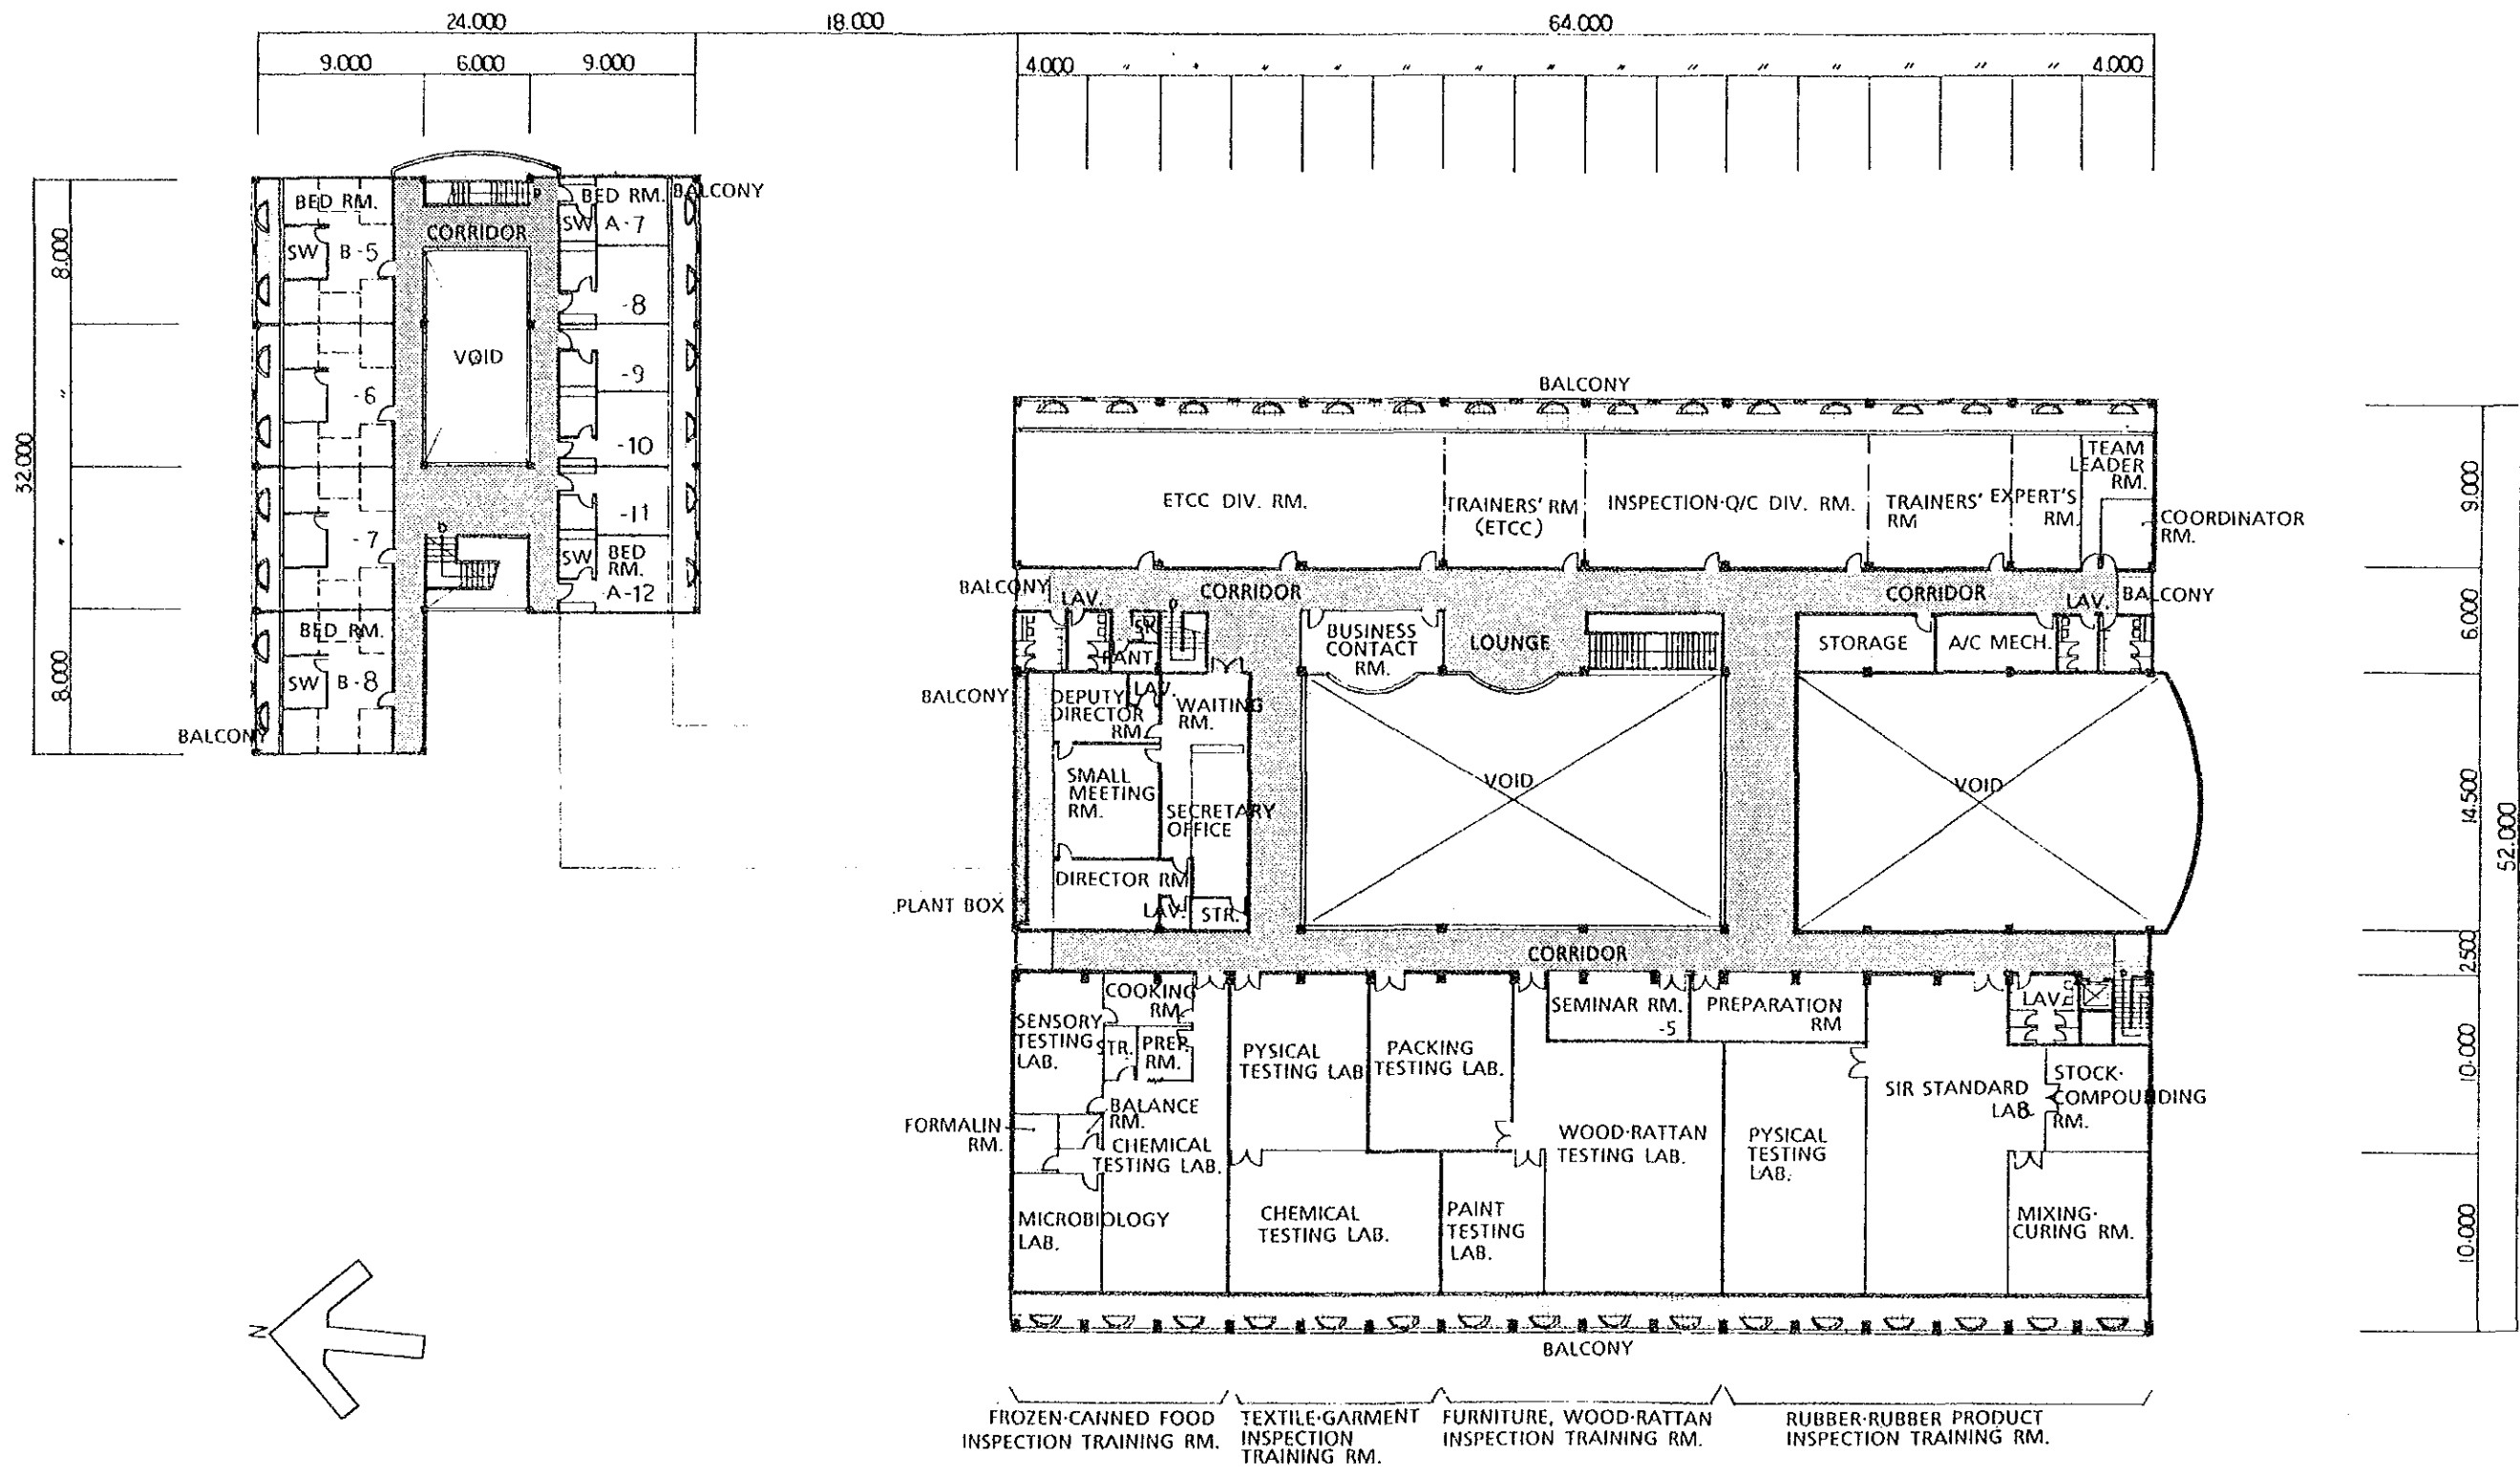 24.000
18.000
64.000
9.000
6.000
9.000
4.000
〃
〃
〃
〃
〃
〃
〃
〃
〃
〃
〃
〃
〃
〃
4.000
BED RM.
BED RM.
BALCONY
SW
A-7
CORRIDOR
SW
B-5
8.000
-8
VOID
-9
-6
〃
-10
32.000
-11
D
-7
〃
SW
BED
RM.
A-12
BED RM.
SW
B-8
8.000
BALCONY
BALCONY
TEAM
LEADER
RM.
ETCC DIV. RM.
TRAINERS' RM
(ETCC)
INSPECTION·Q/C DIV. RM.
TRAINERS'
RM
EXPERT'S
RM.
COORDINATOR
RM.
9.000
BALCONY
CORRIDOR
CORRIDOR
BALCONY
LAV.
LAV.
SK
PANT
BUSINESS
CONTACT
RM.
LOUNGE
STORAGE
A/C MECH.
6.000
BALCONY
DEPUTY
DIRECTOR
RM.
LAV.
WAITING
RM.
SMALL
MEETING
RM.
SECRETARY
OFFICE
VOID
VOID
14.500
52.000
DIRECTOR RM
PLANT BOX
LAV.
STR.
CORRIDOR
2.500
COOKING
RM
SEMINAR RM.
-5
PREPARATION
RM
LAV.
SENSORY
TESTING
LAB.
STR.
PREP.
RM.
PYSICAL
TESTING LAB
PACKING
TESTING LAB.
SIR STANDARD
LAB.
STOCK·
COMPOUNDING
RM.
10.000
BALANCE
RM.
FORMALIN
RM.
CHEMICAL
TESTING LAB.
WOOD·RATTAN
TESTING LAB.
PYSICAL
TESTING
LAB.
MICROBIOLOGY
LAB.
CHEMICAL
TESTING LAB.
PAINT
TESTING
LAB.
MIXING·
CURING RM.
10.000
BALCONY
N
FROZEN·CANNED FOOD
INSPECTION TRAINING RM.
TEXTILE·GARMENT
INSPECTION
TRAINING RM.
FURNITURE, WOOD·RATTAN
INSPECTION TRAINING RM.
RUBBER·RUBBER PRODUCT
INSPECTION TRAINING RM.